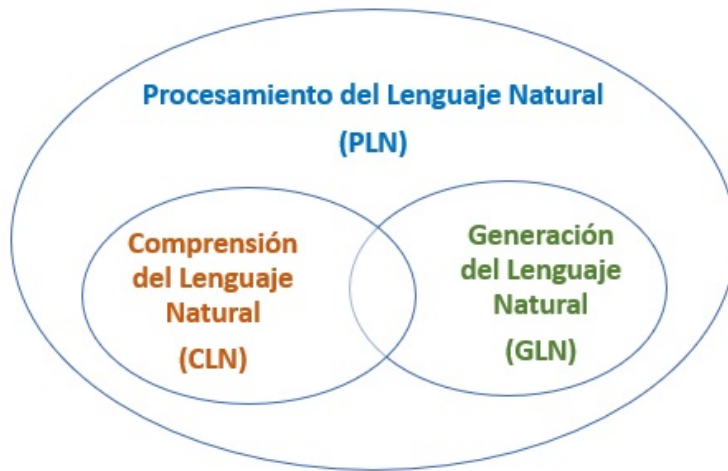 Procesamiento del Lenguaje Natural
(PLN)
Comprensión
del Lenguaje
Natural
(CLN)
Generación
del Lenguaje
Natural
(GLN)